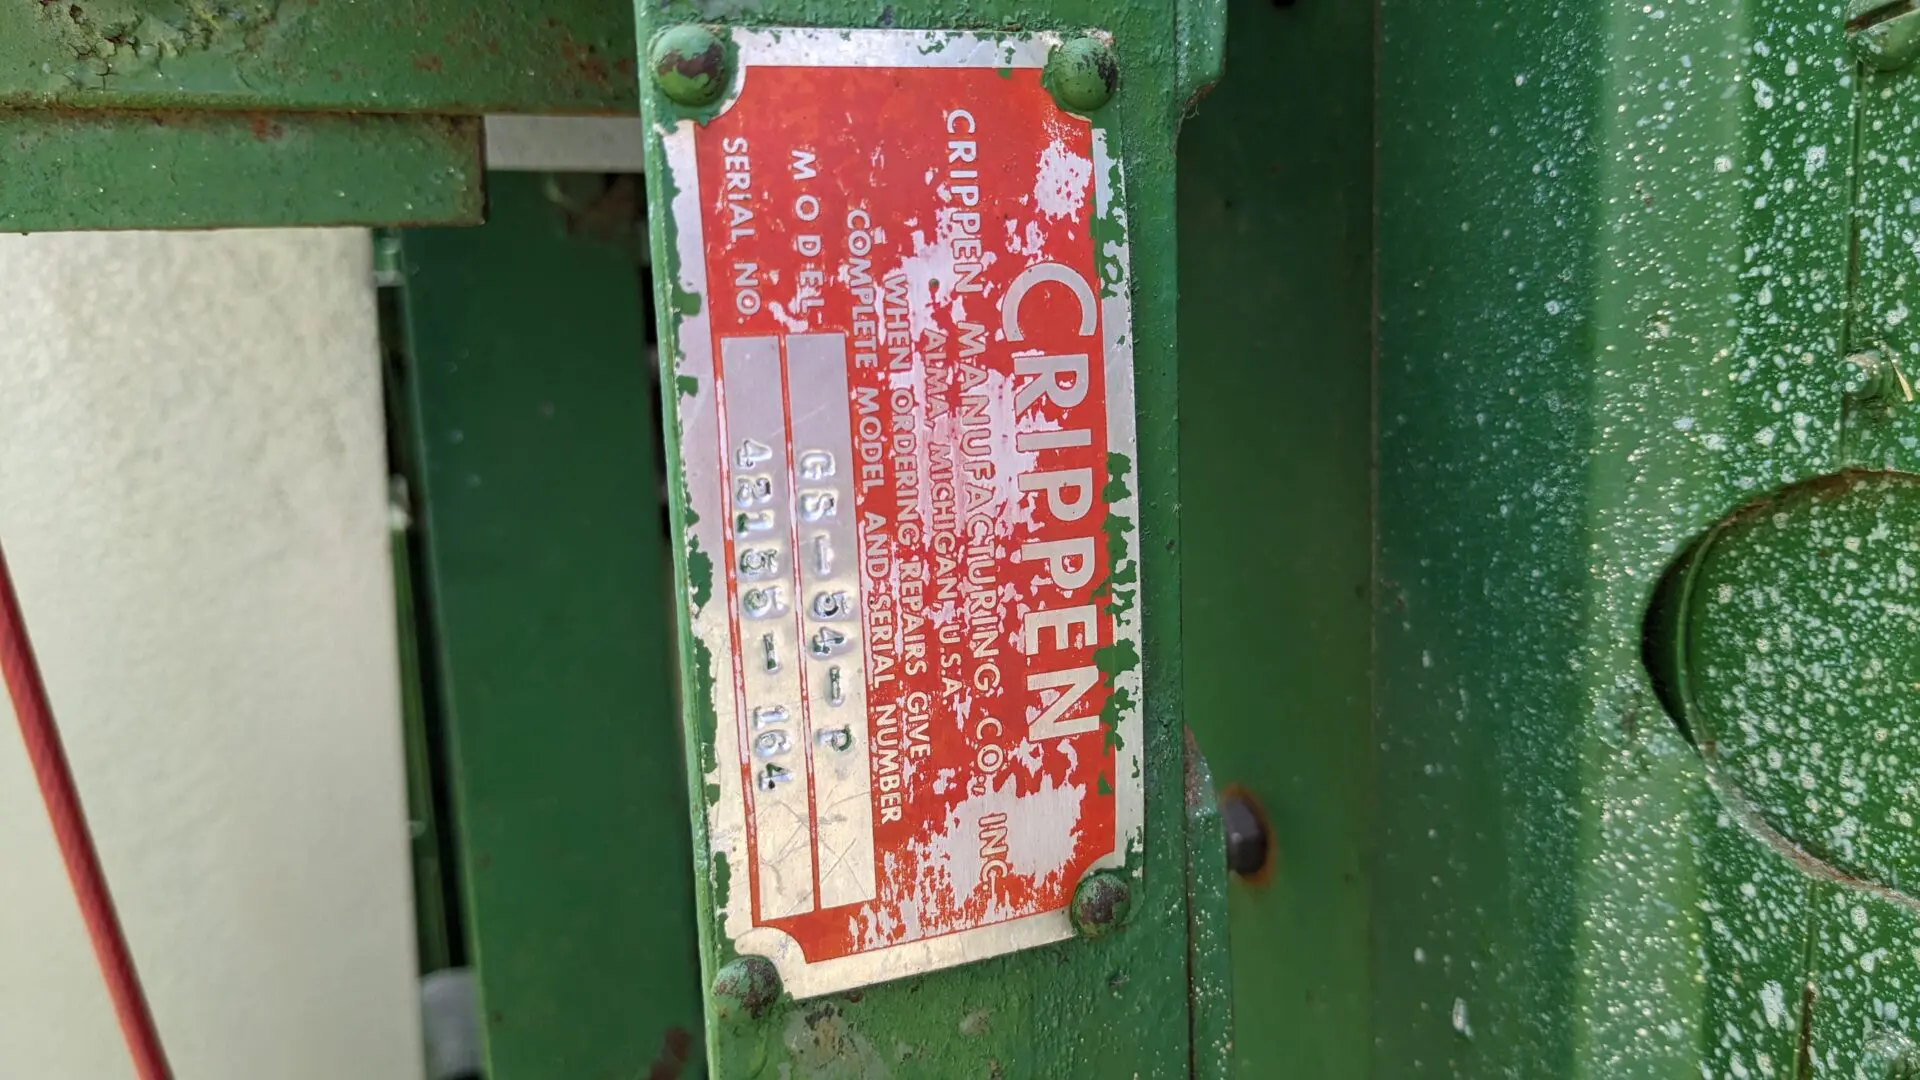 CRIPPEN
CRIPPEN MANUFACTURING CO., INC.
ALMA, MICHIGAN U.S.A.
WHEN ORDERING REPAIRS GIVE
COMPLETE MODEL AND SERIAL NUMBER
MODEL GS-54-P
SERIAL NO. 42155-164